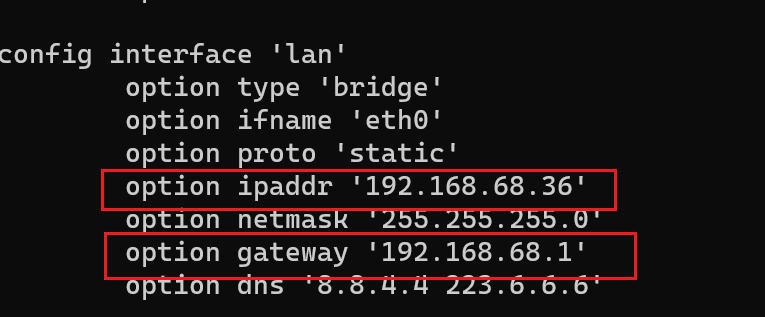 config interface 'lan'
option type 'bridge'
option ifname 'eth0'
option proto 'static'
option ipaddr '192.168.68.36'
option netmask '255.255.255.0'
option gateway '192.168.68.1'
option dns '8.8.4.4 223.6.6.6'